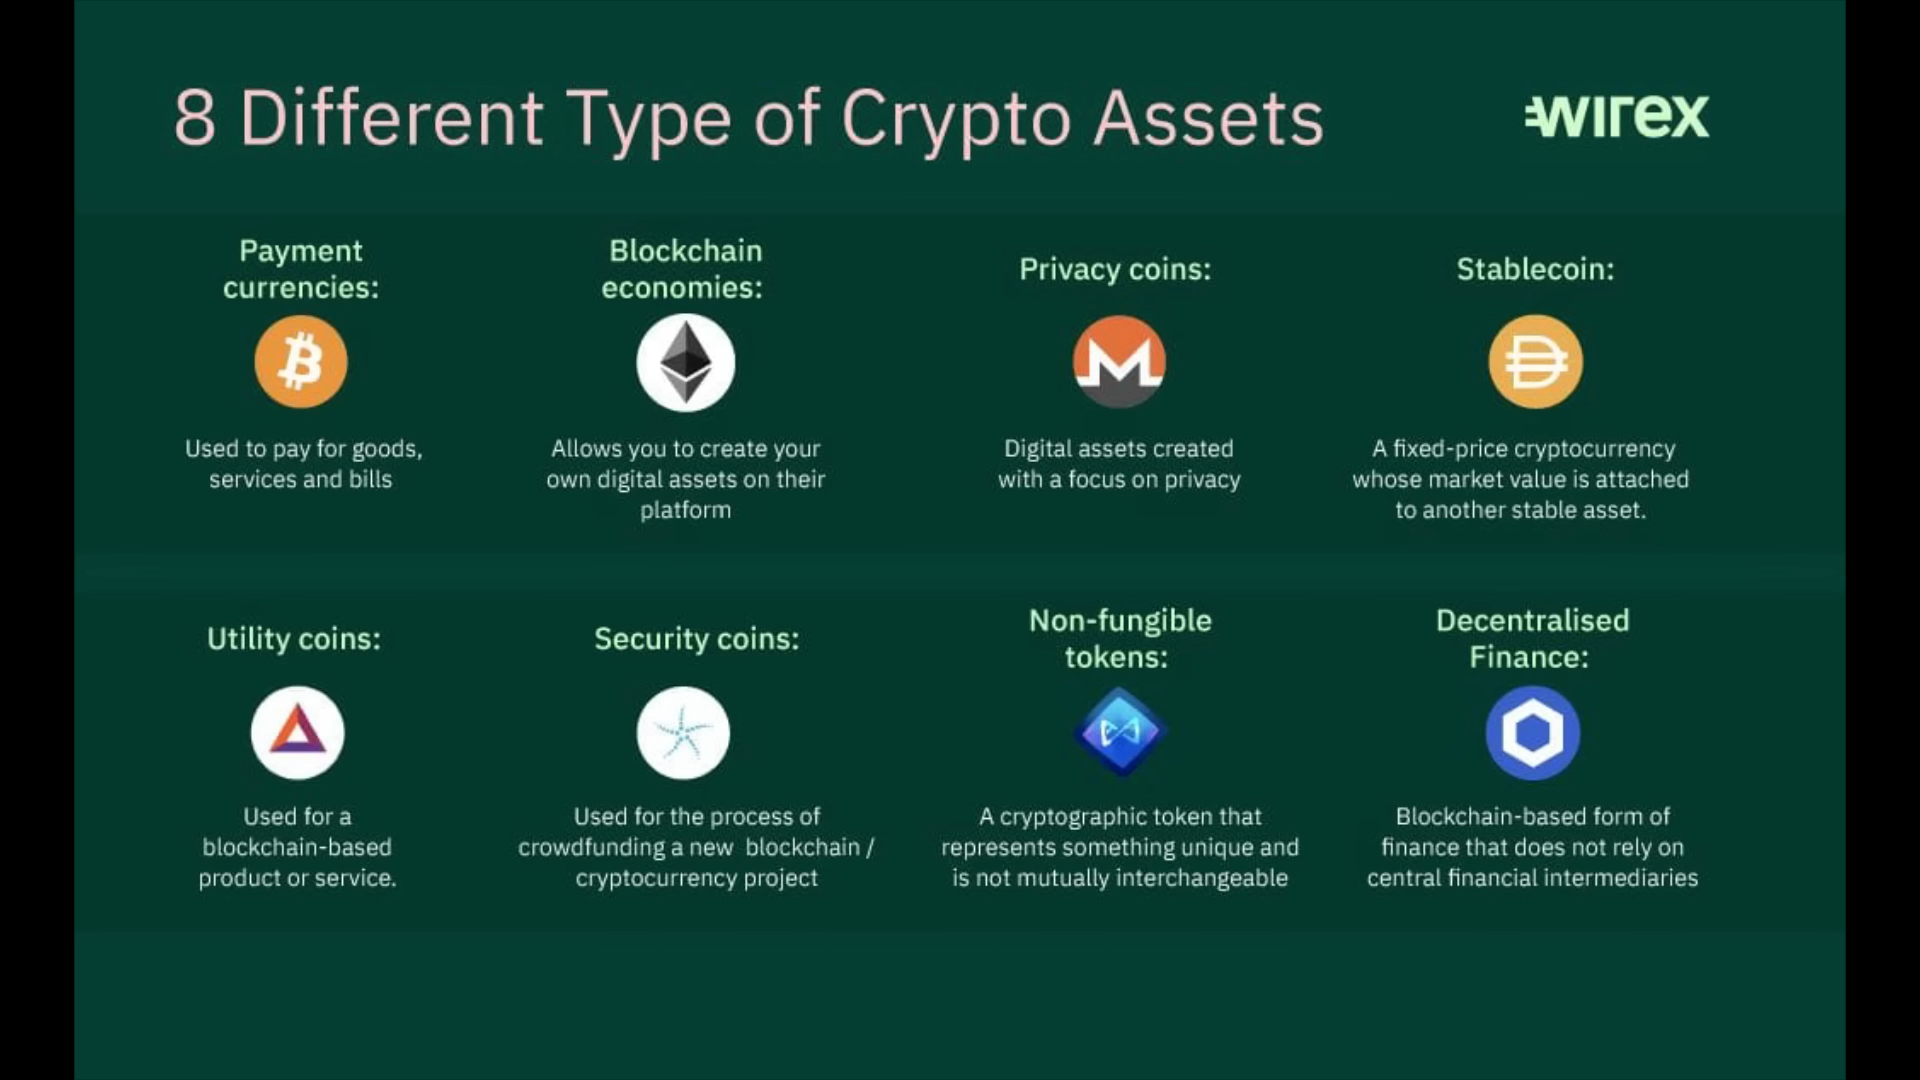 8 Different Type of Crypto Assets
wirex
Payment
currencies:
Used to pay for goods,
services and bills
Blockchain
economies:
Allows you to create your
own digital assets on their
platform
Privacy coins:
Digital assets created
with a focus on privacy
Stablecoin:
A fixed-price cryptocurrency
whose market value is attached
to another stable asset.
Utility coins:
Used for a
blockchain-based
product or service.
Security coins:
Used for the process of
crowdfunding a new blockchain /
cryptocurrency project
Non-fungible
tokens:
A cryptographic token that
represents something unique and
is not mutually interchangeable
Decentralised
Finance:
Blockchain-based form of
finance that does not rely on
central financial intermediaries